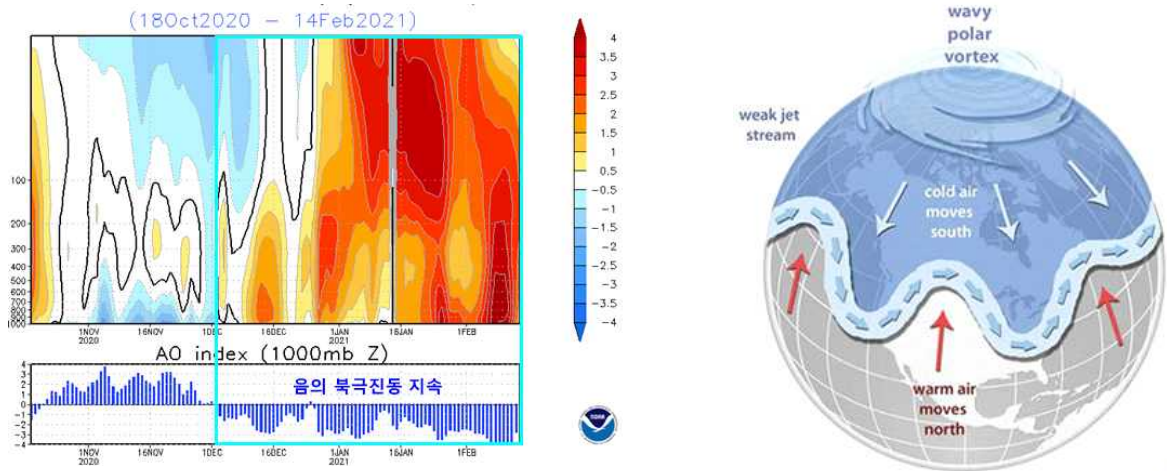 (18Oct2020 – 14Feb2021)
100
200
300
400
500
600
700
800
900
1000
1NOV
2020
16NOV
1DEC
16DEC
1JAN
2021
16JAN
1FEB
4
3.5
3
2.5
2
1.5
1
0.5
-0.5
-1
-1.5
-2
-2.5
-3
-3.5
-4
AO index (1000mb Z)
음의 북극진동 지속
4
3
2
1
0
-1
-2
-3
-4
1NOV
2020
16NOV
1DEC
16DEC
1JAN
2021
16JAN
1FEB
NOAA
wavy
polar
vortex
weak jet
stream
cold air
moves
south
warm air
moves
north